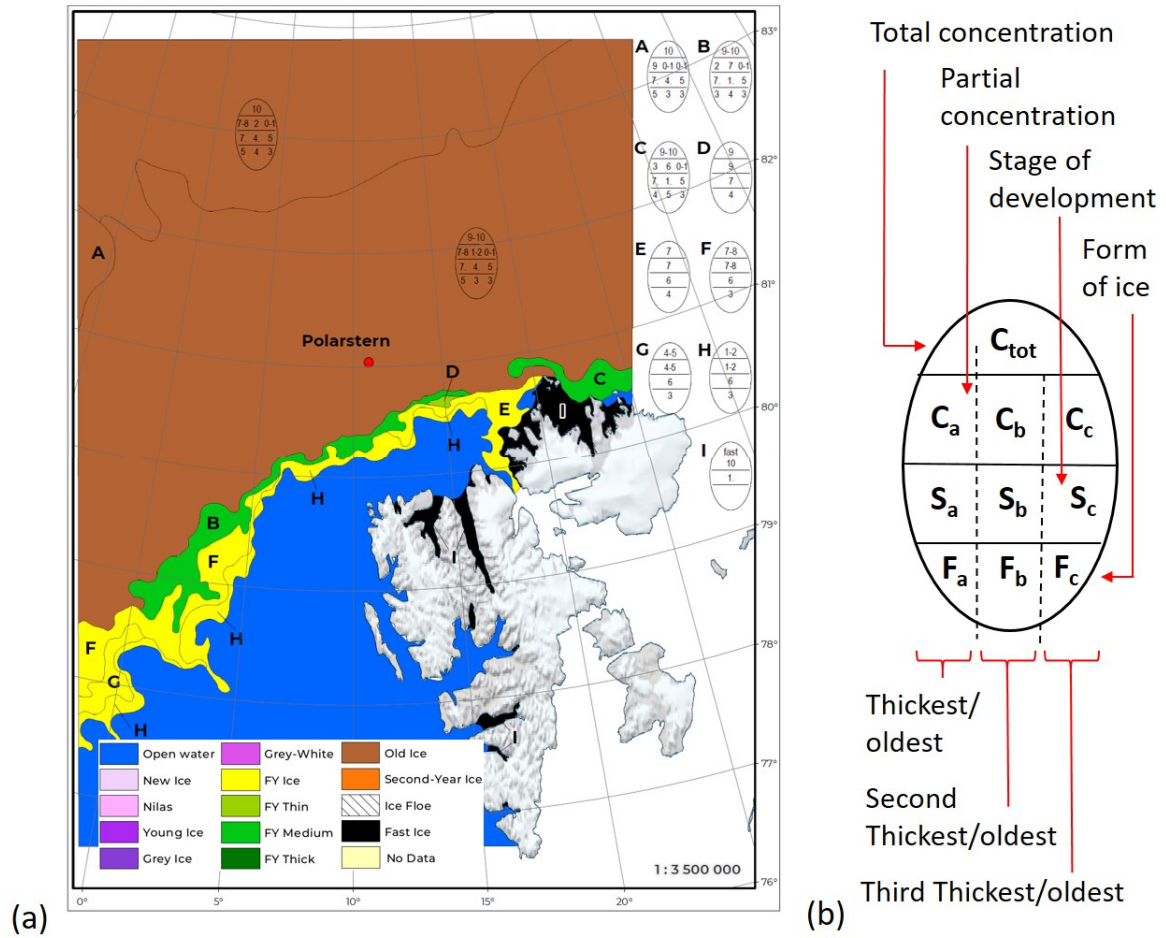 83°
A
10
9 0-1 0-1
7. 4. 5
5 3 3
B
9-10
2 7 0-1
7. 1. 5
3 4 3
10
7-8 2 0-1
7. 4. 5
5 4 3
82°
C
9-10
3 6 0-1
7. 1. 5
4 5 3
D
9
9
7
4
A
9-10
7-8 1-2 0-1
7. 4. 5
5 3 3
E
7
7
6
4
F
7-8
7-8
6
3
81°
Polarstern
D
C
E
I
G
4-5
4-5
6
3
H
1-2
1-2
6
3
80°
H
H
I
fast
10
1.
B
F
79°
I
H
78°
F
G
H
I
77°
Open water
New Ice
Nilas
Young Ice
Grey Ice
Grey-White
FY Ice
FY Thin
FY Medium
FY Thick
Old Ice
Second-Year Ice
Ice Floe
Fast Ice
No Data
1 : 3 500 000
76°
0° 5° 10° 15° 20°
(a)
Total concentration
Partial
concentration
Stage of
development
Form
of ice
Ctot
Ca Cb Cc
Sa Sb Sc
Fa Fb Fc
Thickest/
oldest
Second
Thickest/oldest
Third Thickest/oldest
(b)